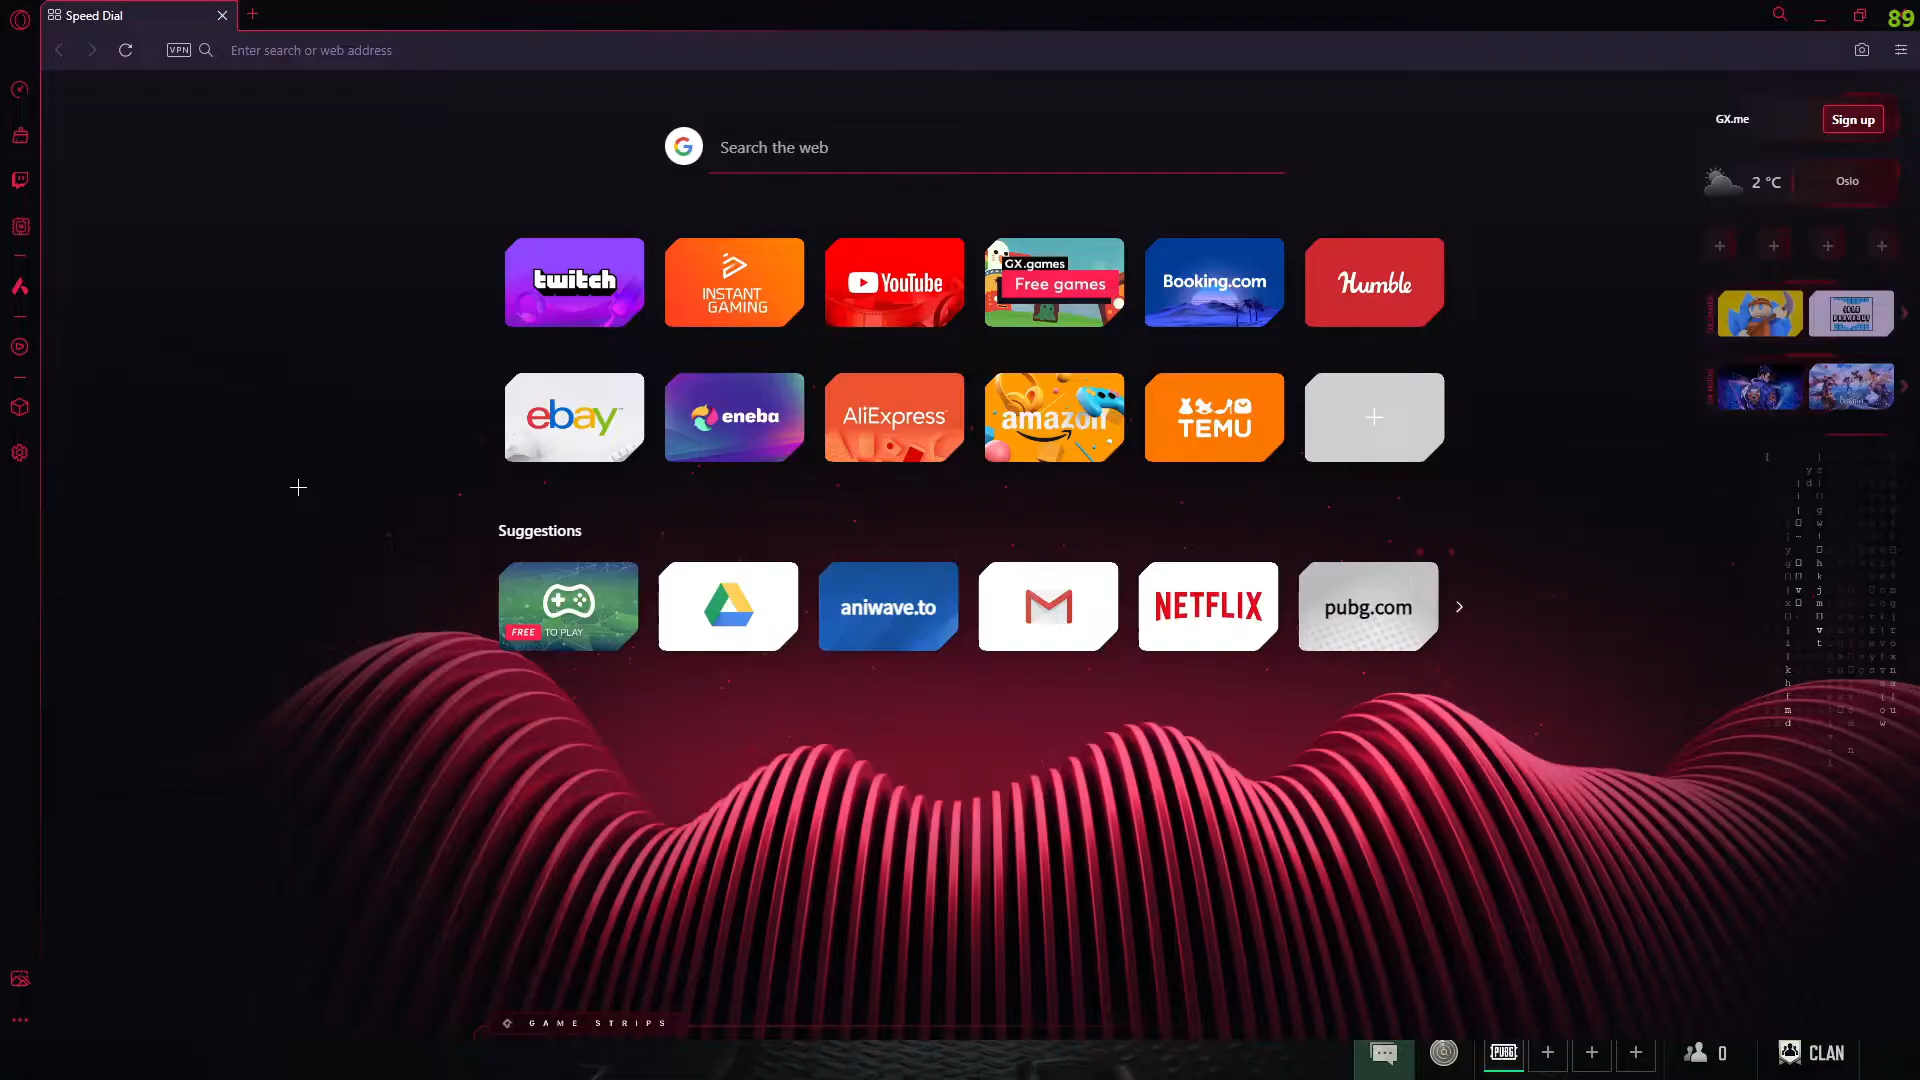 Speed Dial
89
VPN
Enter search or web address
GX.me
Sign up
Search the web
2 °C
Oslo
twitch
INSTANT
GAMING
YouTube
GX.games
Free games
Booking.com
Humble
ebay
eneba
AliExpress
amazon
TEMU
Suggestions
FREE TO PLAY
aniwave.to
NETFLIX
pubg.com
GAME STRIPS
PUBG
0
CLAN